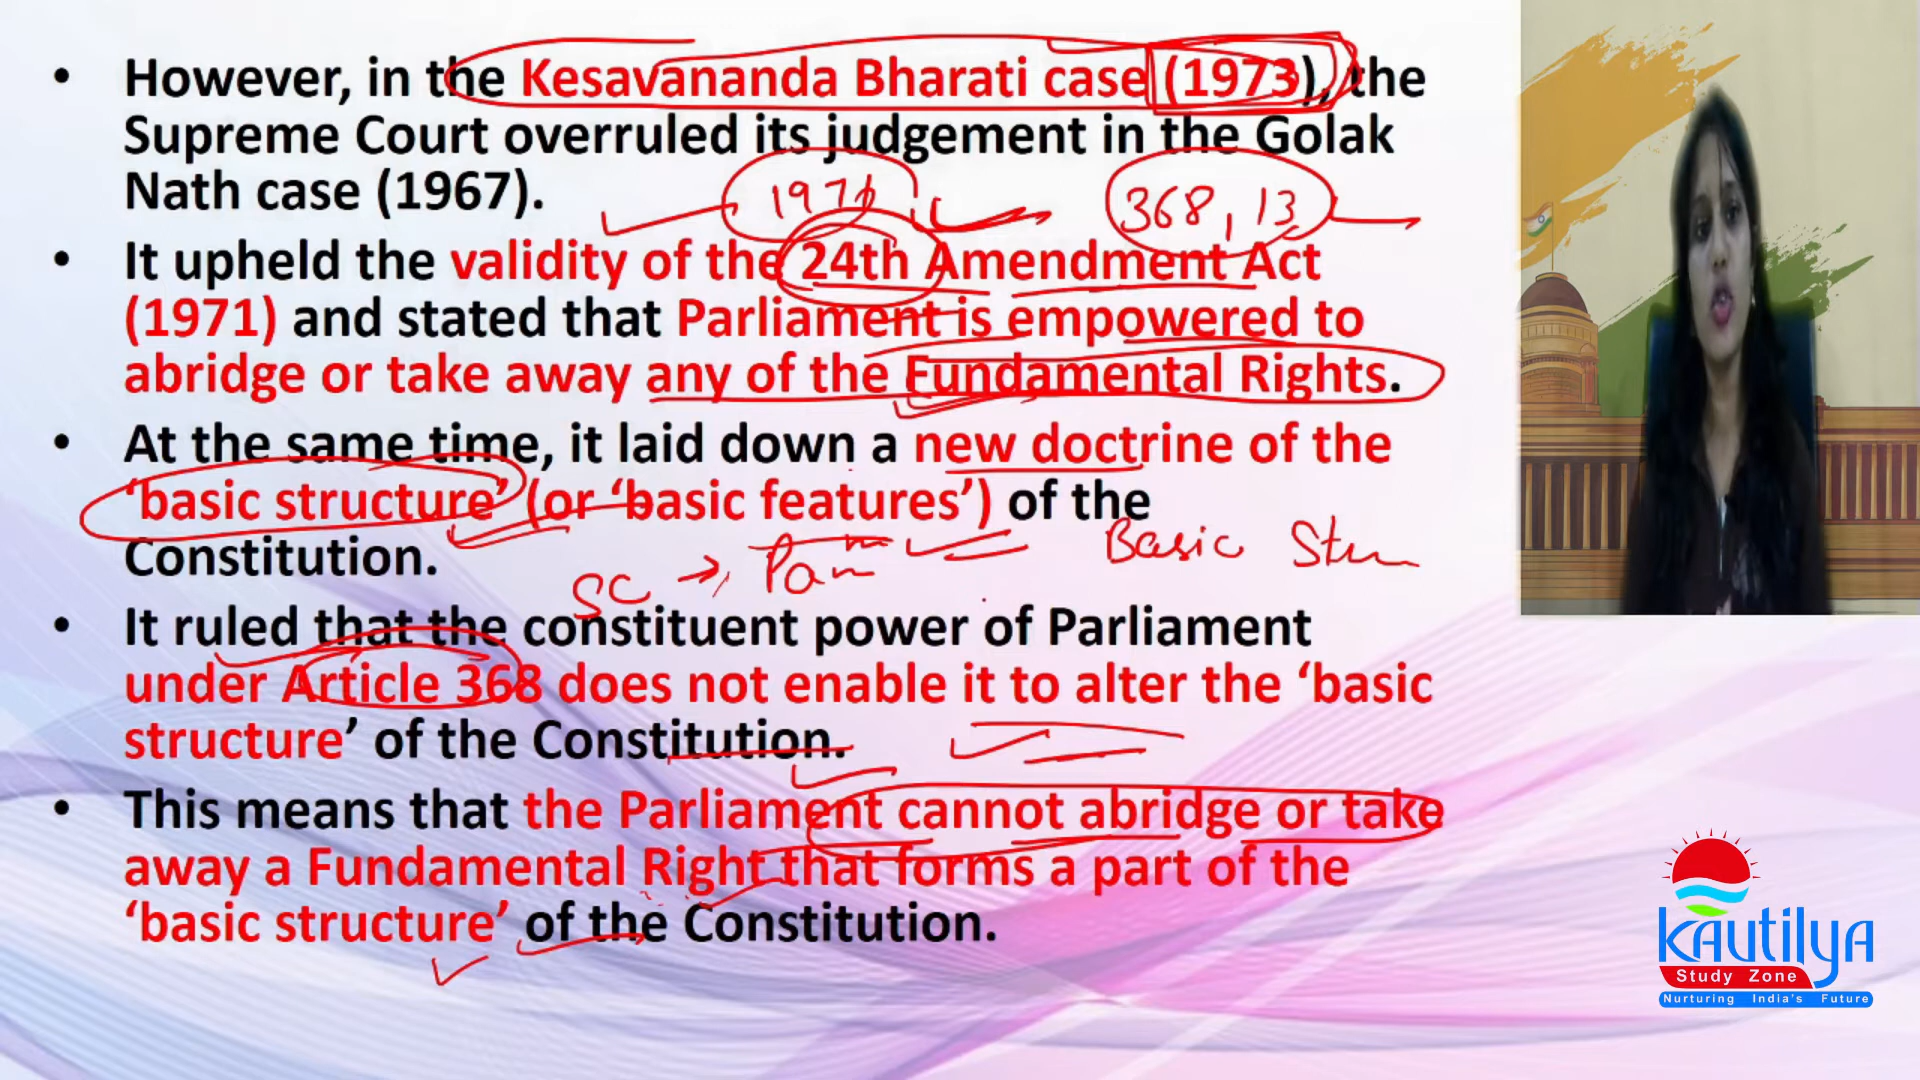 • However, in the Kesavananda Bharati case (1973), the
Supreme Court overruled its judgement in the Golak
Nath case (1967).
1971
368, 13
• It upheld the validity of the 24th Amendment Act
(1971) and stated that Parliament is empowered to
abridge or take away any of the Fundamental Rights.
• At the same time, it laid down a new doctrine of the
‘basic structure’ (or ‘basic features’) of the
Constitution.
SC →
Basic
• It ruled that the constituent power of Parliament
under Article 368 does not enable it to alter the ‘basic
structure’ of the Constitution.
• This means that the Parliament cannot abridge or take
away a Fundamental Right that forms a part of the
‘basic structure’ of the Constitution.
kautilya
Study Zone
Nurturing India's Future